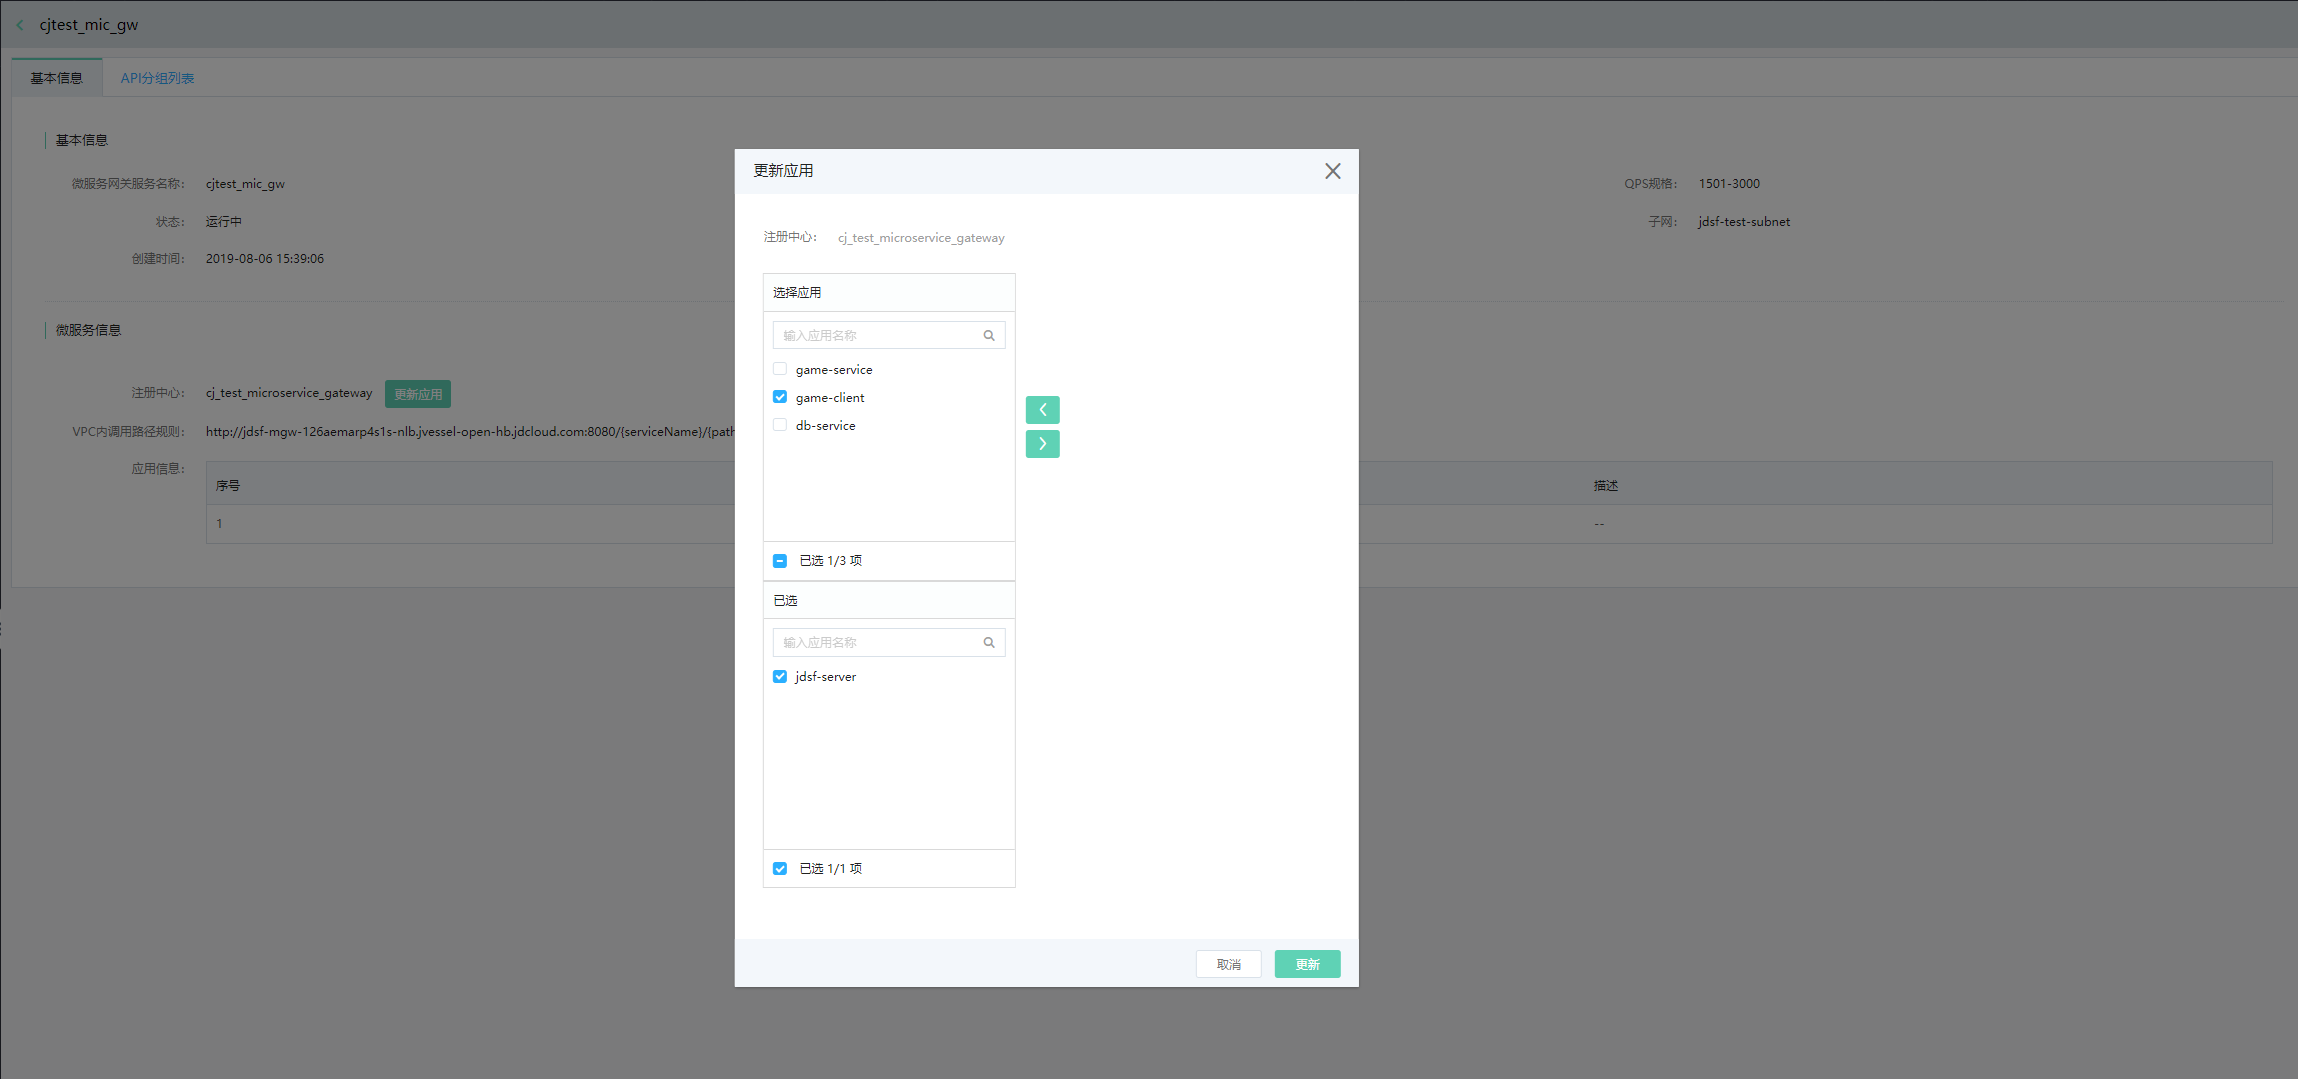 cjtest_mic_gw
基本信息 API分组列表
基本信息
微服务网关服务名称: cjtest_mic_gw
QPS规格: 1501-3000
状态: 运行中
子网: jdsf-test-subnet
创建时间: 2019-08-06 15:39:06
微服务信息
注册中心: cj_test_microservice_gateway 更新应用
VPC内调用路径规则: http://jdsf-mgw-126aemarp4s1s-nlb.jvessel-open-hb.jdcloud.com:8080/{serviceName}/{path
应用信息:
序号 描述
1 --
更新应用
注册中心: cj_test_microservice_gateway
选择应用
输入应用名称
game-service
game-client
db-service
已选 1/3 项
已选
输入应用名称
jdsf-server
已选 1/1 项
取消 更新